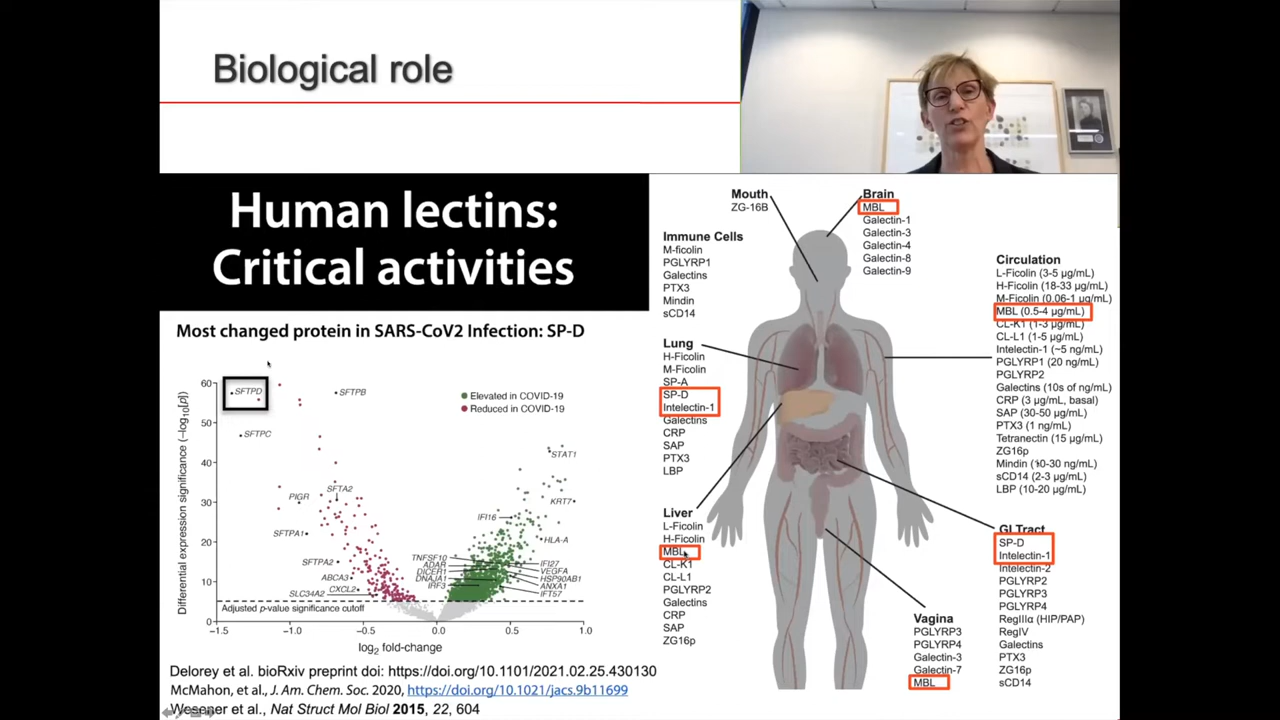 Biological role
Human lectins:
Critical activities
Most changed protein in SARS-CoV2 Infection: SP-D
Differential expression significance (−log10[p])
60
50
40
30
20
10
0
SFTPD
SFTPB
SFTPC
Elevated in COVID-19
Reduced in COVID-19
STAT1
SFTA2
PIGR
KRT7
IFI16
SFTPA1
HLA-A
SFTPA2
TNFSF10
ADAR
DICER1
DNAJA1
IRF3
IFI27
VEGFA
HSP90AB1
ANXA1
IFT57
ABCA3
CXCL2
SLC34A2
Adjusted p-value significance cutoff
−1.5 −1.0 −0.5 0.0 0.5 1.0
log2 fold-change
Delorey et al. bioRxiv preprint doi: https://doi.org/10.1101/2021.02.25.430130
McMahon, et al., J. Am. Chem. Soc. 2020, https://doi.org/10.1021/jacs.9b11699
et al., Nat Struct Mol Biol 2015, 22, 604
Mouth
ZG-16B
Brain
MBL
Galectin-1
Galectin-3
Galectin-4
Galectin-8
Galectin-9
Immune Cells
M-ficolin
PGLYRP1
Galectins
PTX3
Mindin
sCD14
Circulation
L-Ficolin (3-5 µg/mL)
H-Ficolin (18-33 µg/mL)
M-Ficolin (0.06-1 µg/mL)
MBL (0.5-4 µg/mL)
CL-K1 (1-3 µg/mL)
CL-L1 (1-5 µg/mL)
Intelectin-1 (~5 ng/mL)
PGLYRP1 (20 ng/mL)
PGLYRP2
Galectins (10s of ng/mL)
CRP (3 µg/mL, basal)
SAP (30-50 µg/mL)
PTX3 (1 ng/mL)
Tetranectin (15 µg/mL)
ZG16p
Mindin (10-30 ng/mL)
sCD14 (2-3 µg/mL)
LBP (10-20 µg/mL)
Lung
H-Ficolin
M-Ficolin
SP-A
SP-D
Intelectin-1
Galectins
CRP
SAP
PTX3
LBP
Liver
L-Ficolin
H-Ficolin
MBL
CL-K1
CL-L1
PGLYRP2
Galectins
CRP
SAP
ZG16p
GI Tract
SP-D
Intelectin-1
Intelectin-2
PGLYRP2
PGLYRP3
PGLYRP4
RegIIIα (HIP/PAP)
RegIV
Galectins
PTX3
ZG16p
sCD14
Vagina
PGLYRP3
PGLYRP4
Galectin-3
Galectin-7
MBL